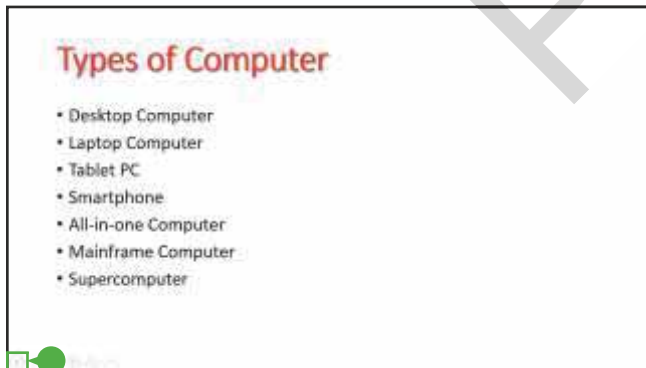 Types of Computer
• Desktop Computer
• Laptop Computer
• Tablet PC
• Smartphone
• All-in-one Computer
• Mainframe Computer
• Supercomputer